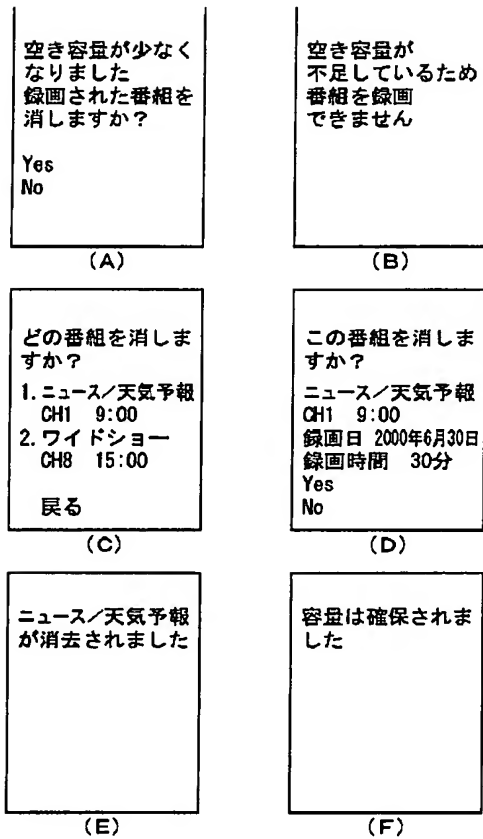 空き容量が少なく
なりました
録画された番組を
消しますか？
Yes
No
(A)
空き容量が
不足しているため
番組を録画
できません
(B)
どの番組を消しま
すか？
1. ニュース／天気予報
CH1 9:00
2. ワイドショー
CH8 15:00
戻る
(C)
この番組を消しま
すか？
ニュース／天気予報
CH1 9:00
録画日 2000年6月30日
録画時間 30分
Yes
No
(D)
ニュース／天気予報
が消去されました
(E)
容量は確保されま
した
(F)